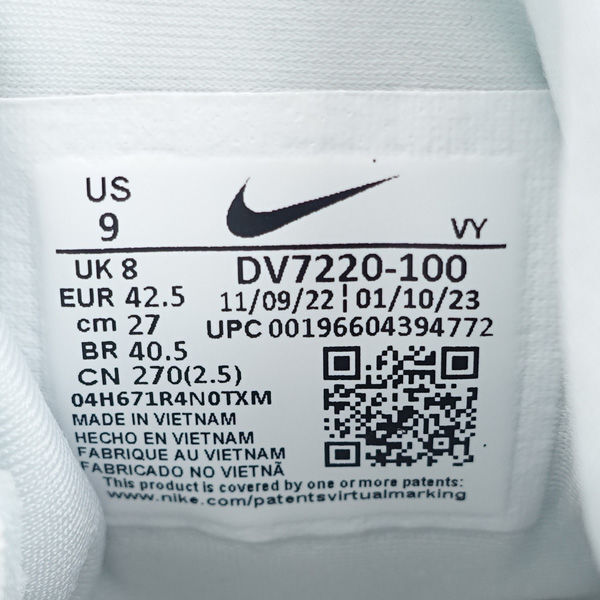 US
9
VY
UK 8
DV7220-100
EUR 42.5
11/09/22 | 01/10/23
cm 27
UPC 00196604394772
BR 40.5
CN 270(2.5)
04H671R4N0TXM
MADE IN VIETNAM
HECHO EN VIETNAM
FABRIQUE AU VIETNAM
FABRICADO NO VIETNÃ
This product is covered by one or more patents:
www.nike.com/patentsvirtualmarking